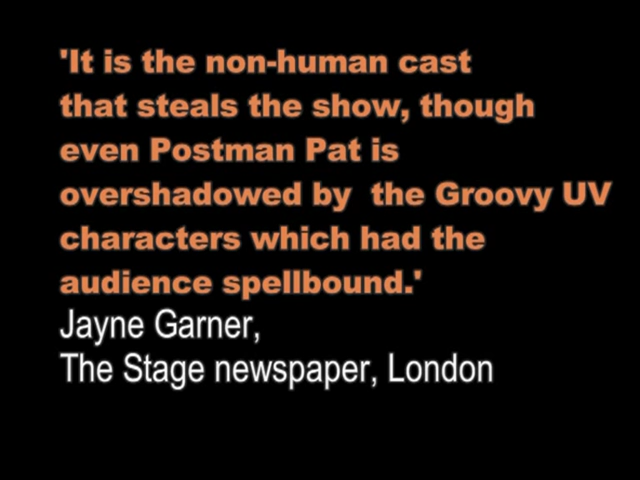 'It is the non-human cast
that steals the show, though
even Postman Pat is
overshadowed by  the Groovy UV
characters which had the
audience spellbound.'
Jayne Garner,
The Stage newspaper, London